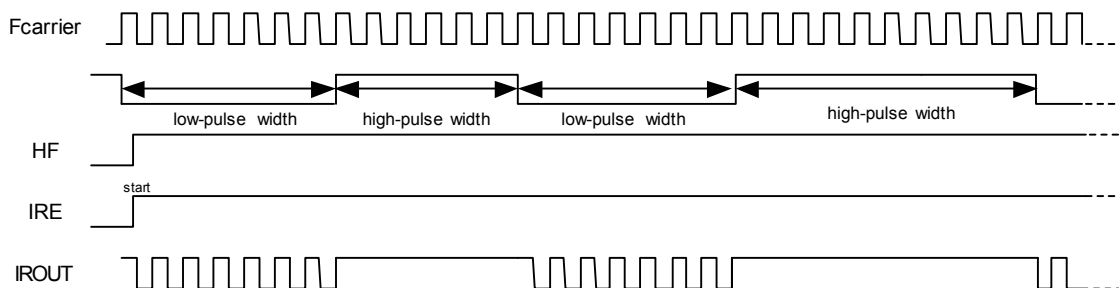 Fcarrier
low-pulse width
high-pulse width
low-pulse width
high-pulse width
HF
start
IRE
IROUT